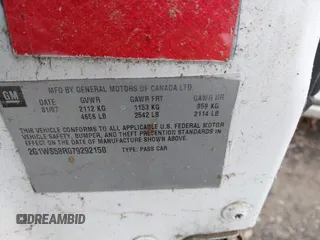 GM
MFD BY GENERAL MOTORS OF CANADA LTD.
01/07 GVWR GAWR FRT GAWR RR
2112 KG 1153 KG 959 KG
4656 LB 2542 LB 2114 LB
THIS VEHICLE CONFORMS TO ALL APPLICABLE U.S. FEDERAL MOTOR
VEHICLE SAFETY, BUMPER, AND THEFT PREVENTION STANDARDS IN
EFFECT ON THE DATE OF MANUFACTURE SHOWN ABOVE.
2G1WS58R079292150 TYPE: PASS CAR
OtoBidMaster